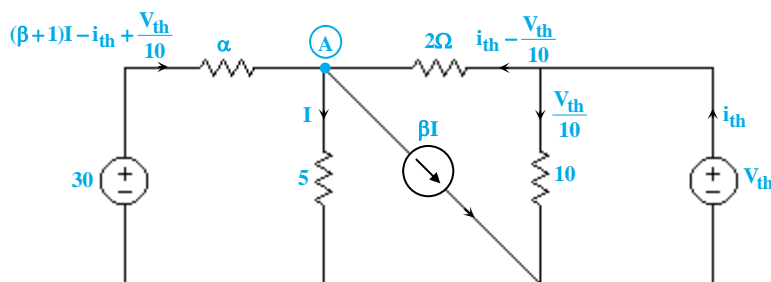 (β+1)I−i_th+V_th/10
α
A
2Ω
i_th−V_th/10
I
βI
V_th/10
i_th
30
+
−
5
10
+
−
V_th